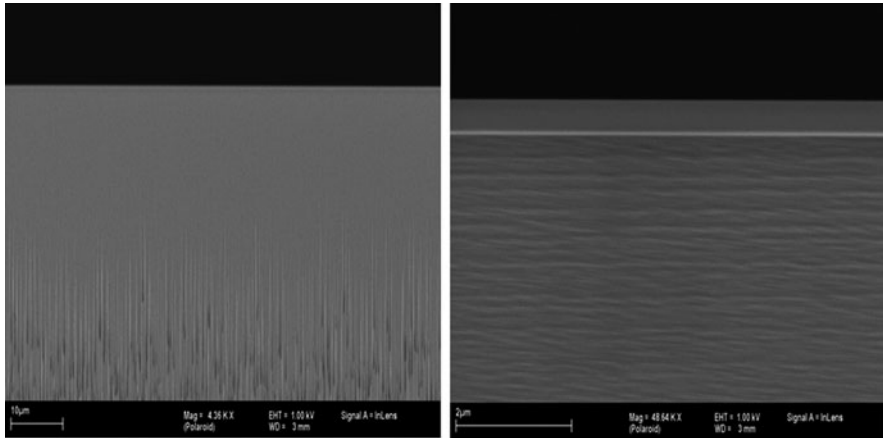 10µm
Mag = 4.36 K X EHT = 1.00 kV Signal A = InLens
(Polaroid) WD = 3 mm
2µm
Mag = 48.64 K X EHT = 1.00 kV Signal A = InLens
(Polaroid) WD = 3 mm